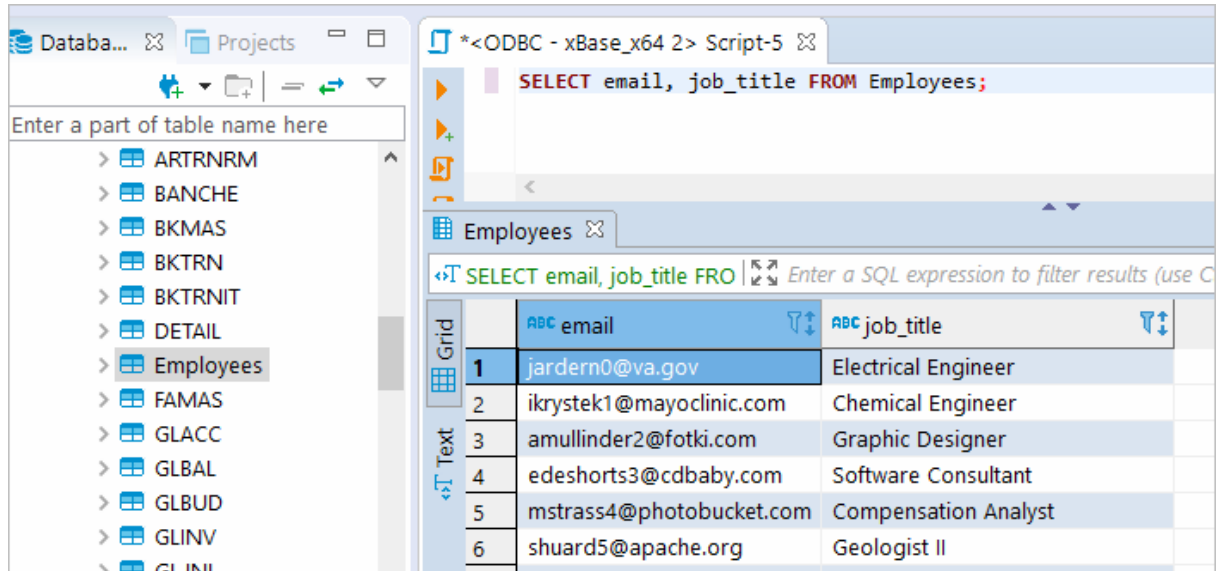 Databa... Projects
Enter a part of table name here
ARTRNRM
BANCHE
BKMAS
BKTRN
BKTRNIT
DETAIL
Employees
FAMAS
GLACC
GLBAL
GLBUD
GLINV
*<ODBC - xBase_x64 2> Script-5
SELECT email, job_title FROM Employees;
Employees
SELECT email, job_title FRO Enter a SQL expression to filter results (use C
Grid
Text
ABC email ABC job_title
1 jardern0@va.gov Electrical Engineer
2 ikrystek1@mayoclinic.com Chemical Engineer
3 amullinder2@fotki.com Graphic Designer
4 edeshorts3@cdbaby.com Software Consultant
5 mstrass4@photobucket.com Compensation Analyst
6 shuard5@apache.org Geologist II